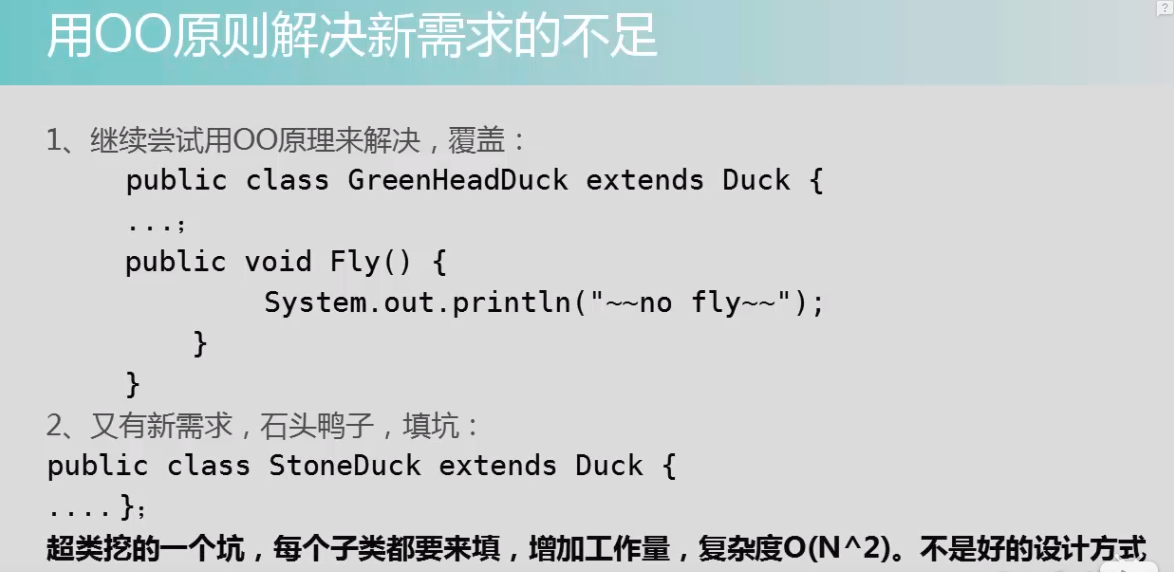 用OO原则解决新需求的不足
1、继续尝试用OO原理来解决，覆盖：
public class GreenHeadDuck extends Duck {
...;
public void Fly() {
System.out.println("~~no fly~~");
}
}
2、又有新需求，石头鸭子，填坑：
public class StoneDuck extends Duck {
....};
超类挖的一个坑，每个子类都要来填，增加工作量，复杂度O(N^2)。不是好的设计方式